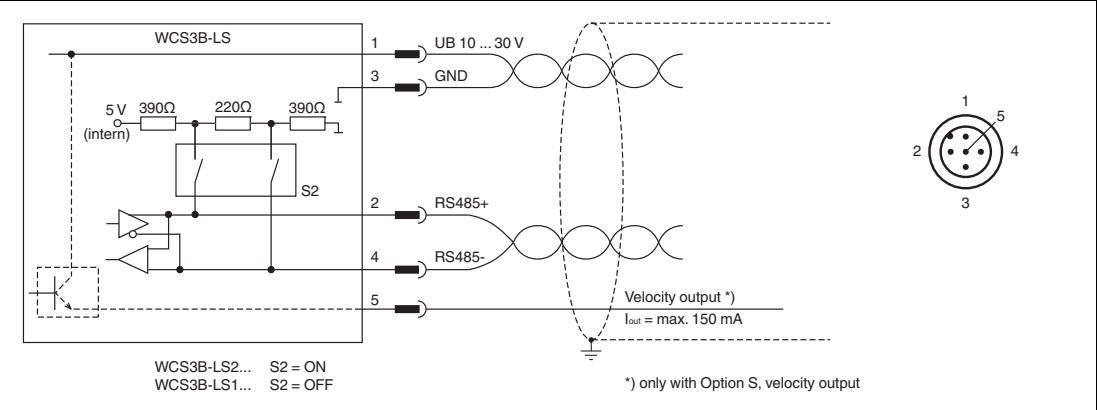 WCS3B-LS
1
UB 10 ... 30 V
3
GND
5 V
(intern)
390Ω
220Ω
390Ω
S2
2
RS485+
4
RS485-
5
Velocity output *)
Iout = max. 150 mA
WCS3B-LS2... S2 = ON
WCS3B-LS1... S2 = OFF
*) only with Option S, velocity output
1
5
2
4
3